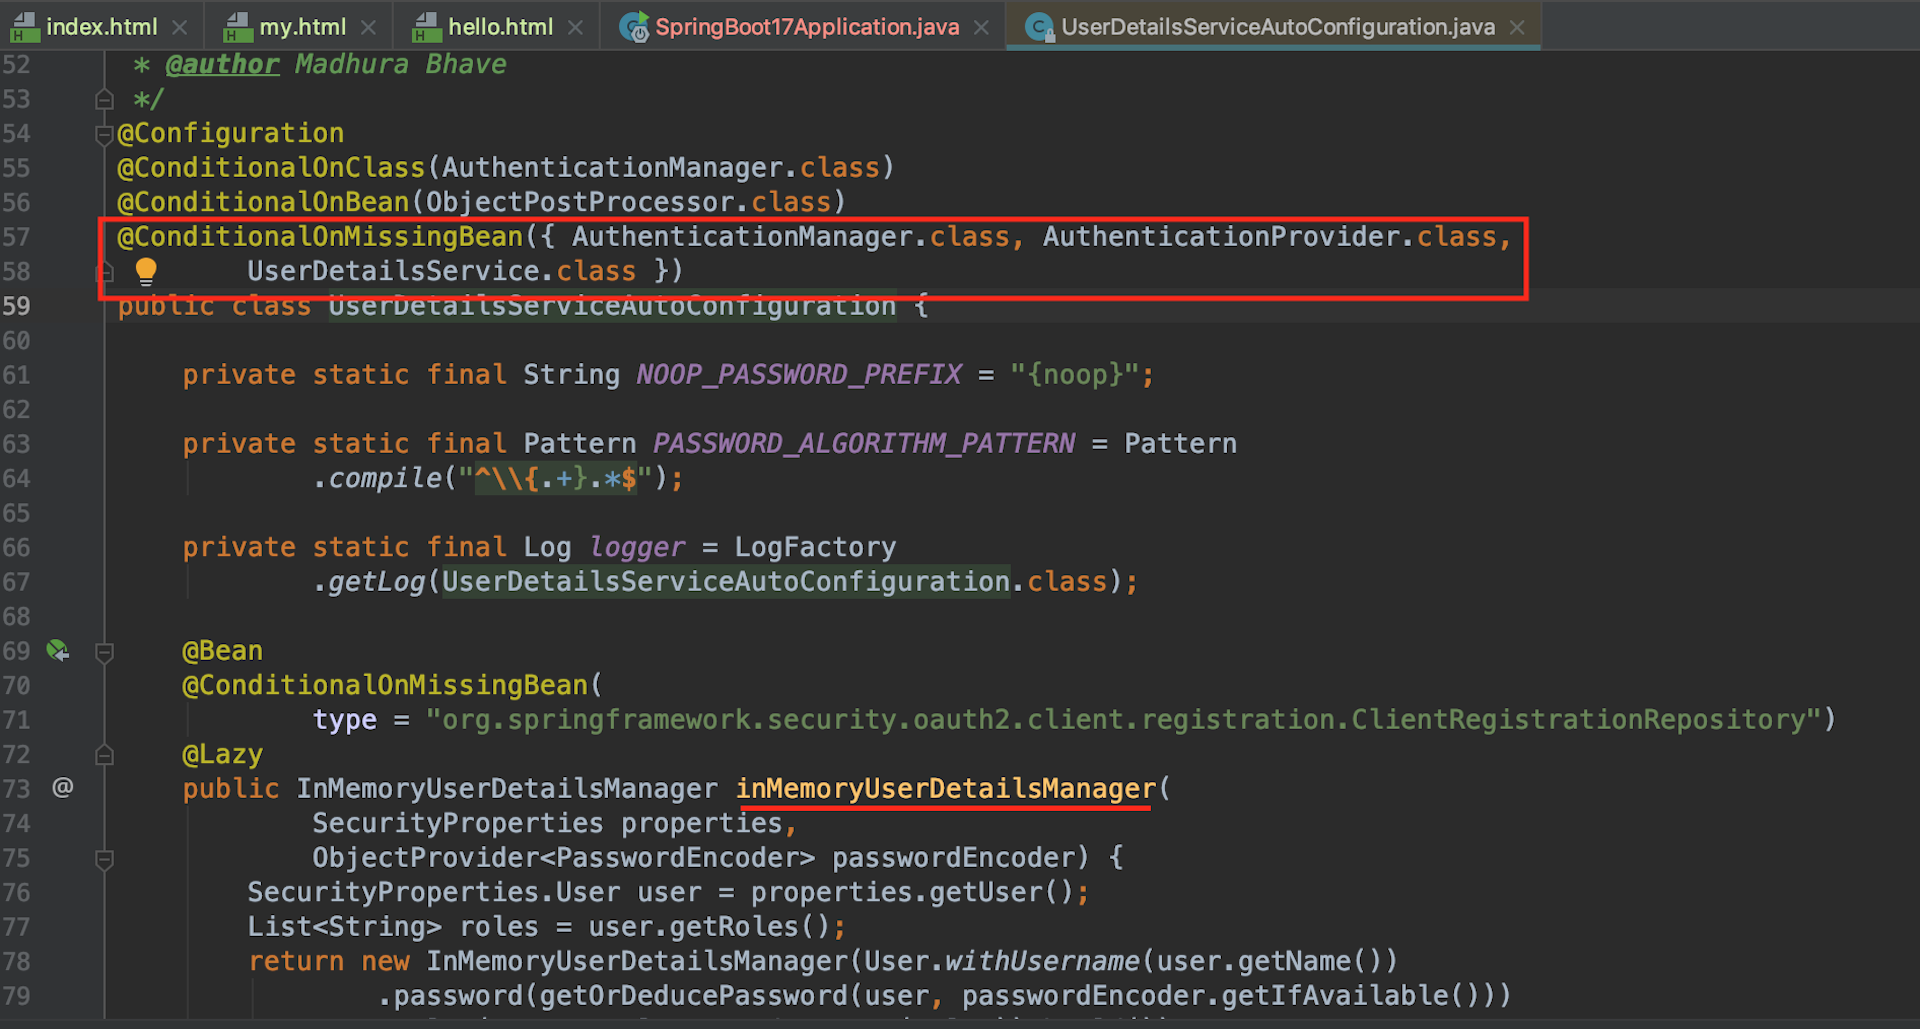 index.html my.html hello.html SpringBoot17Application.java UserDetailsServiceAutoConfiguration.java
52 * @author Madhura Bhave
53 */
54 @Configuration
55 @ConditionalOnClass(AuthenticationManager.class)
56 @ConditionalOnBean(ObjectPostProcessor.class)
57 @ConditionalOnMissingBean({ AuthenticationManager.class, AuthenticationProvider.class,
58 UserDetailsService.class })
59 public class UserDetailsServiceAutoConfiguration {
60
61 private static final String NOOP_PASSWORD_PREFIX = "{noop}";
62
63 private static final Pattern PASSWORD_ALGORITHM_PATTERN = Pattern
64 .compile("^\\{.+}.*$");
65
66 private static final Log logger = LogFactory
67 .getLog(UserDetailsServiceAutoConfiguration.class);
68
69 @Bean
70 @ConditionalOnMissingBean(
71 type = "org.springframework.security.oauth2.client.registration.ClientRegistrationRepository")
72 @Lazy
73 @ public InMemoryUserDetailsManager inMemoryUserDetailsManager(
74 SecurityProperties properties,
75 ObjectProvider<PasswordEncoder> passwordEncoder) {
76 SecurityProperties.User user = properties.getUser();
77 List<String> roles = user.getRoles();
78 return new InMemoryUserDetailsManager(User.withUsername(user.getName())
79 .password(getOrDeducePassword(user, passwordEncoder.getIfAvailable()))